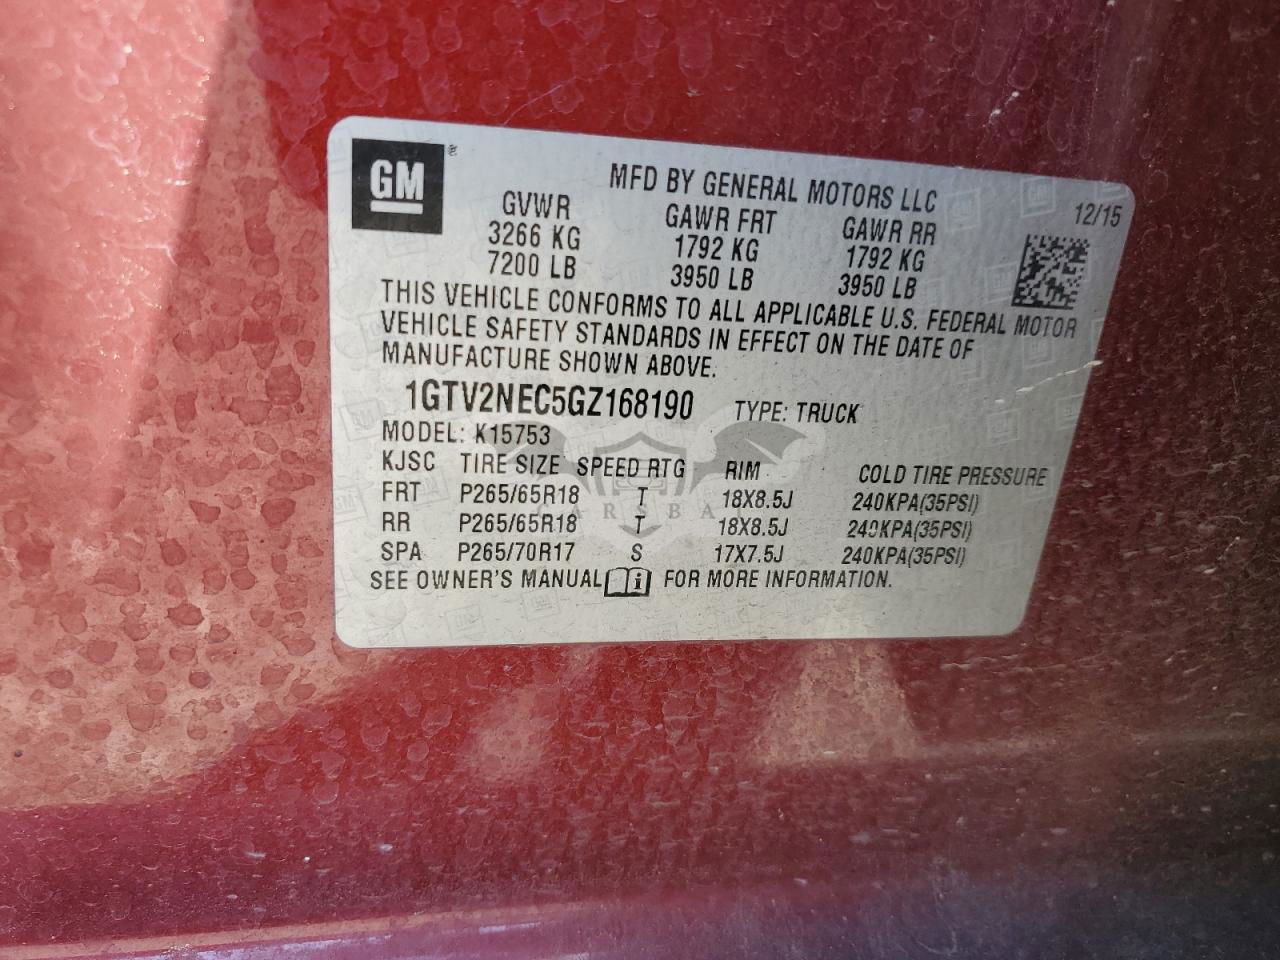 GM®
MFD BY GENERAL MOTORS LLC
12/15
GVWR GAWR FRT GAWR RR
3266 KG 1792 KG 1792 KG
7200 LB 3950 LB 3950 LB
THIS VEHICLE CONFORMS TO ALL APPLICABLE U.S. FEDERAL MOTOR
VEHICLE SAFETY STANDARDS IN EFFECT ON THE DATE OF
MANUFACTURE SHOWN ABOVE.
1GTV2NEC5GZ168190 TYPE: TRUCK
MODEL: K15753
KJSC TIRE SIZE SPEED RTG RIM COLD TIRE PRESSURE
FRT P265/65R18 T 18X8.5J 240KPA(35PSI)
RR P265/65R18 T 18X8.5J 240KPA(35PSI)
SPA P265/70R17 S 17X7.5J 240KPA(35PSI)
SEE OWNER'S MANUAL i FOR MORE INFORMATION.